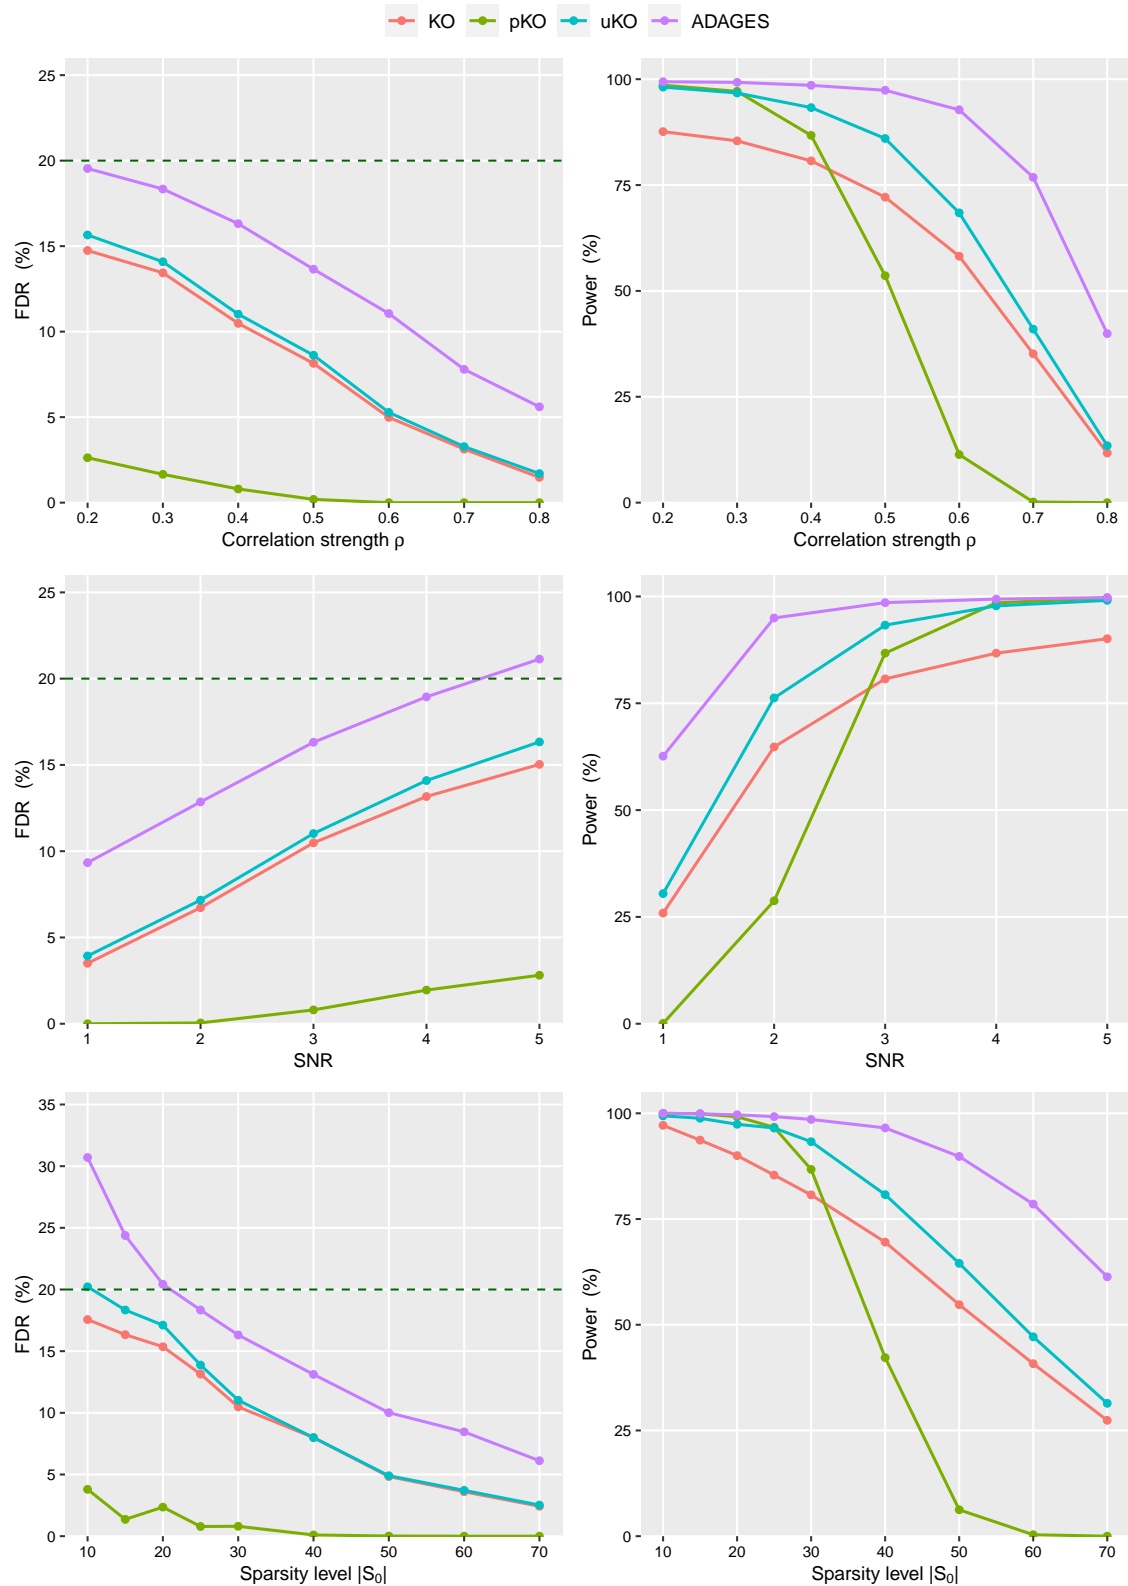 KO pKO uKO ADAGES
25
20
15
10
5
0
FDR (%)
0.2 0.3 0.4 0.5 0.6 0.7 0.8
Correlation strength ρ
100
75
50
25
0
Power (%)
0.2 0.3 0.4 0.5 0.6 0.7 0.8
Correlation strength ρ
25
20
15
10
5
0
FDR (%)
1 2 3 4 5
SNR
100
75
50
25
0
Power (%)
1 2 3 4 5
SNR
35
30
25
20
15
10
5
0
FDR (%)
10 20 30 40 50 60 70
Sparsity level |S₀|
100
75
50
25
0
Power (%)
10 20 30 40 50 60 70
Sparsity level |S₀|